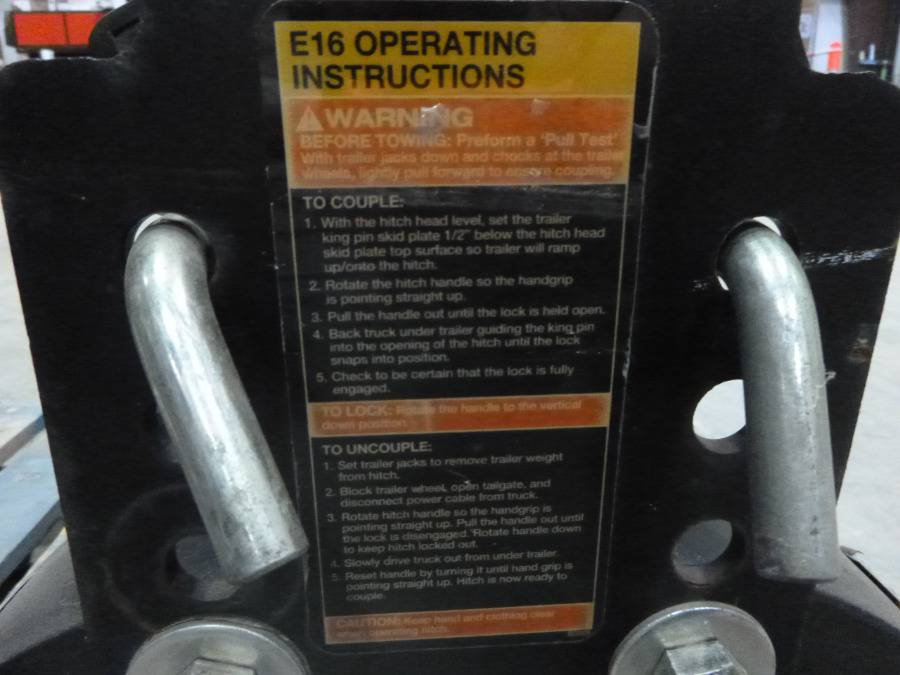 E16 OPERATING
INSTRUCTIONS
WARNING
BEFORE TOWING: Preform a 'Pull Test'
With trailer jacks down and chocks at the trailer
wheels, lightly pull forward to ensure coupling.
TO COUPLE:
1. With the hitch head level, set the trailer
king pin skid plate 1/2" below the hitch head
skid plate top surface so trailer will ramp
up/onto the hitch.
2. Rotate the hitch handle so the handgrip
is pointing straight up.
3. Pull the handle out until the lock is held open.
4. Back truck under trailer guiding the king pin
into the opening of the hitch until the lock
snaps into position.
5. Check to be certain that the lock is fully
engaged.
TO LOCK: Rotate the handle to the vertical
down position.
TO UNCOUPLE:
1. Set trailer jacks to remove trailer weight
from hitch.
2. Block trailer wheel, open tailgate, and
disconnect power cable from truck.
3. Rotate hitch handle so the handgrip is
pointing straight up. Pull the handle out until
the lock is disengaged. Rotate handle down
to keep hitch locked out.
4. Slowly drive truck out from under trailer.
5. Reset handle by turning it until hand grip is
pointing straight up. Hitch is now ready to
couple.
CAUTION: Keep hand and clothing clear
when operating hitch.